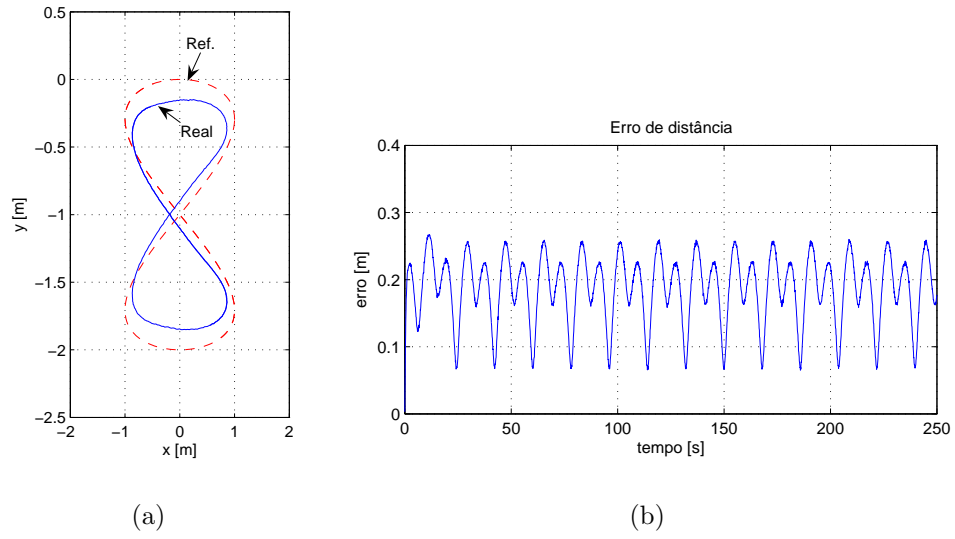 0.5
0
−0.5
−1
−1.5
−2
−2.5
−2
−1
0
1
2
x [m]
y [m]
Ref.
Real
(a)
Erro de distância
0.4
0.3
0.2
0.1
0
0
50
100
150
200
250
tempo [s]
erro [m]
(b)